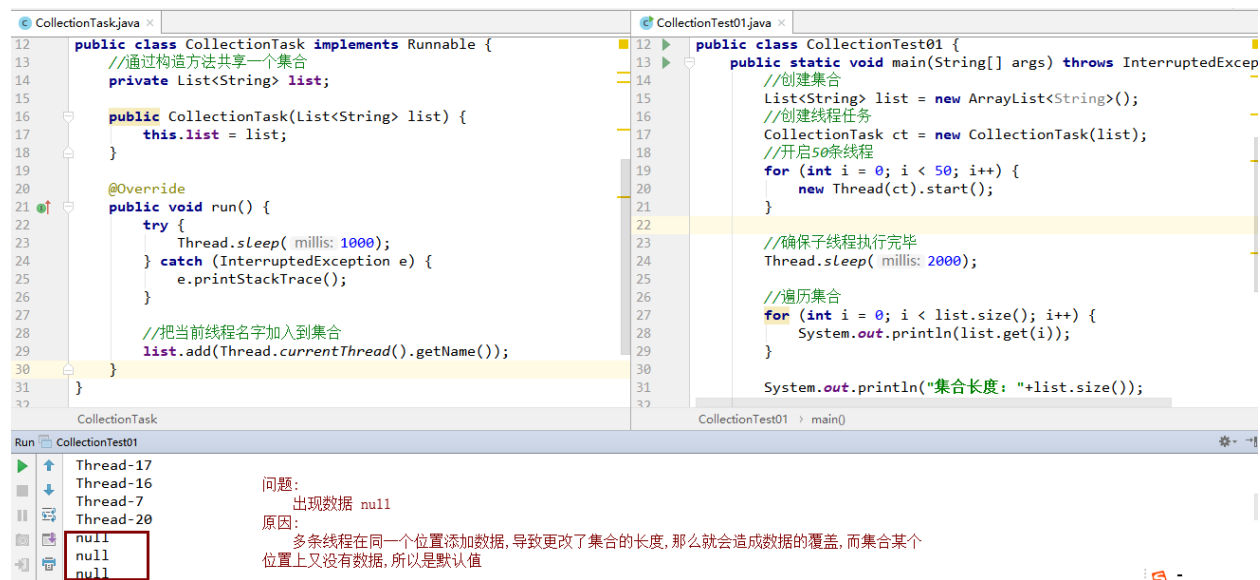 CollectionTask.java
12 public class CollectionTask implements Runnable {
13 //通过构造方法共享一个集合
14 private List<String> list;
15
16 public CollectionTask(List<String> list) {
17 this.list = list;
18 }
19
20 @Override
21 public void run() {
22 try {
23 Thread.sleep( millis: 1000);
24 } catch (InterruptedException e) {
25 e.printStackTrace();
26 }
27
28 //把当前线程名字加入到集合
29 list.add(Thread.currentThread().getName());
30 }
31 }
32
CollectionTask
CollectionTest01.java
12 public class CollectionTest01 {
13 public static void main(String[] args) throws InterruptedExcep
14 //创建集合
15 List<String> list = new ArrayList<String>();
16 //创建线程任务
17 CollectionTask ct = new CollectionTask(list);
18 //开启50条线程
19 for (int i = 0; i < 50; i++) {
20 new Thread(ct).start();
21 }
22
23 //确保子线程执行完毕
24 Thread.sleep( millis: 2000);
25
26 //遍历集合
27 for (int i = 0; i < list.size(); i++) {
28 System.out.println(list.get(i));
29 }
30
31 System.out.println("集合长度："+list.size());
32
CollectionTest01 › main()
Run CollectionTest01
Thread-17
Thread-16
Thread-7
Thread-20
null
null
null
问题:
出现数据 null
原因:
多条线程在同一个位置添加数据,导致更改了集合的长度,那么就会造成数据的覆盖,而集合某个
位置上又没有数据,所以是默认值